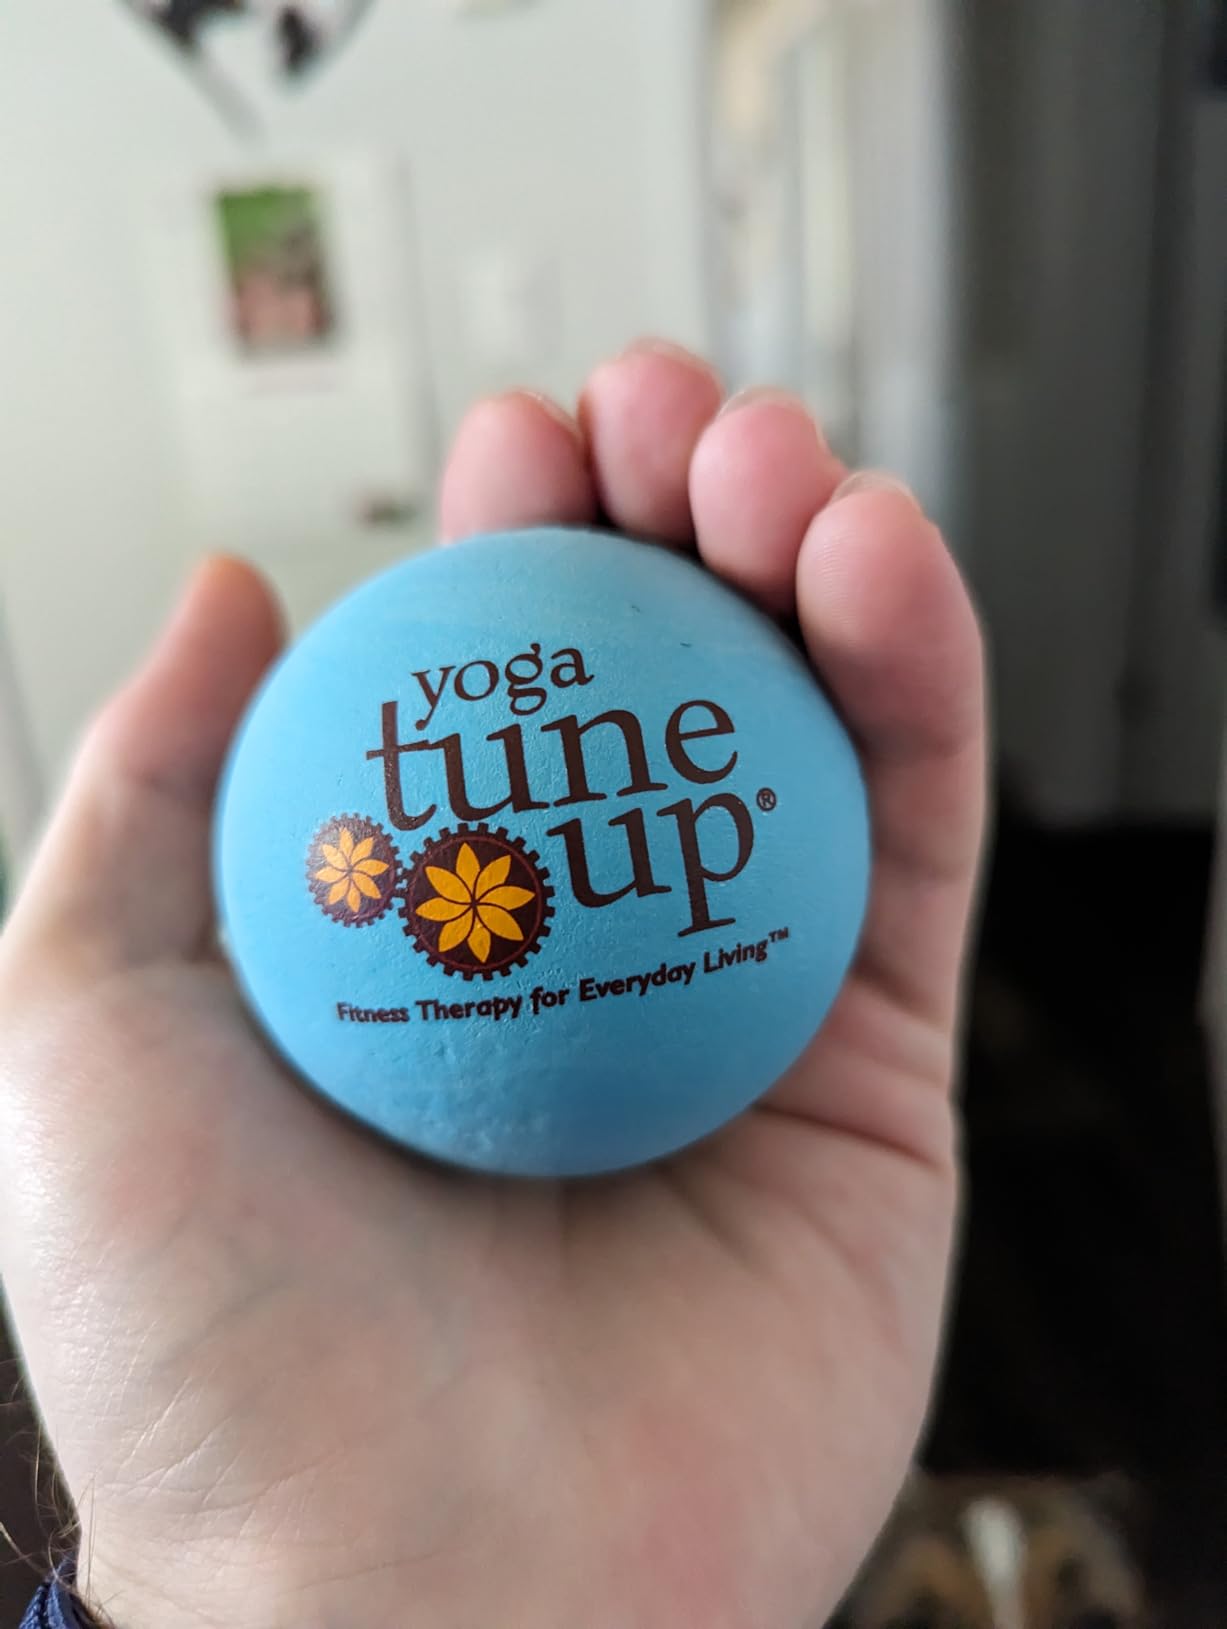 yoga
tune
up®
Fitness Therapy for Everyday Living™